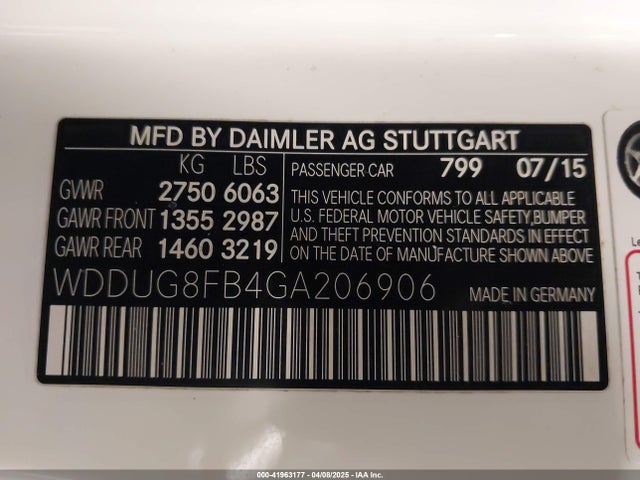 MFD BY DAIMLER AG STUTTGART
KG LBS
GVWR 2750 6063
GAWR FRONT 1355 2987
GAWR REAR 1460 3219
PASSENGER CAR 799 07/15
THIS VEHICLE CONFORMS TO ALL APPLICABLE
U.S. FEDERAL MOTOR VEHICLE SAFETY, BUMPER
AND THEFT PREVENTION STANDARDS IN EFFECT
ON THE DATE OF MANUFACTURE SHOWN ABOVE
WDDUG8FB4GA206906 MADE IN GERMANY
000-41963177 - 04/08/2025 - IAA Inc.